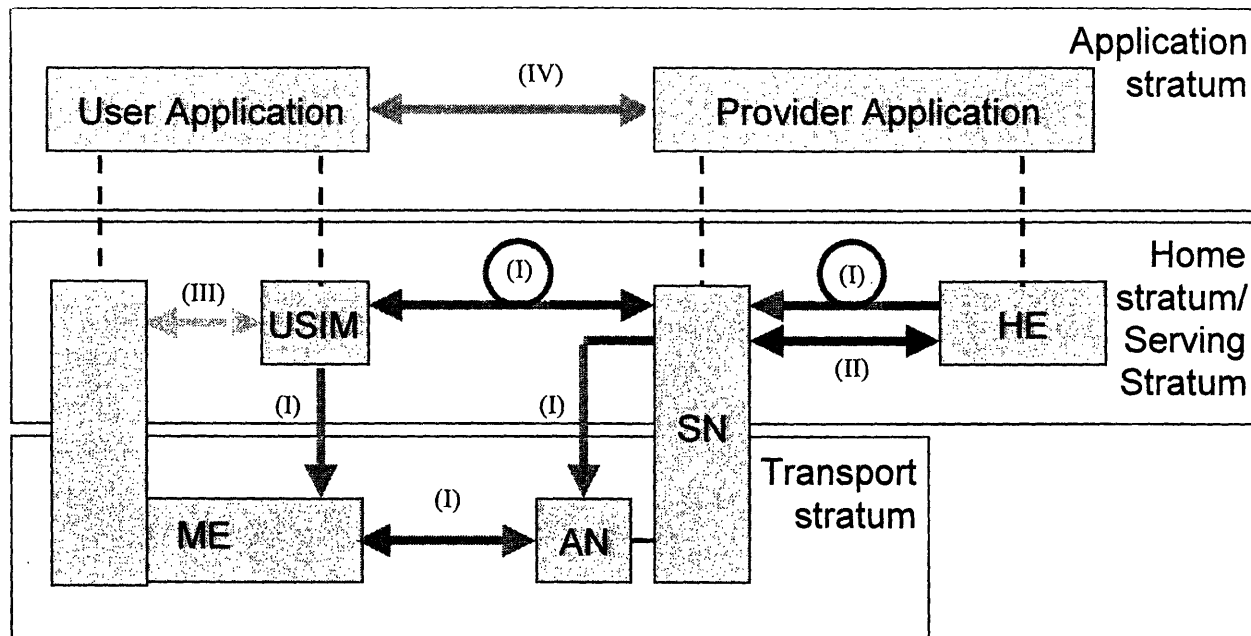 Application
stratum
(IV)
User Application
Provider Application
Home
stratum/
Serving
Stratum
(I)
(I)
(III)
USIM
HE
(II)
(I)
(I)
SN
Transport
stratum
(I)
ME
AN